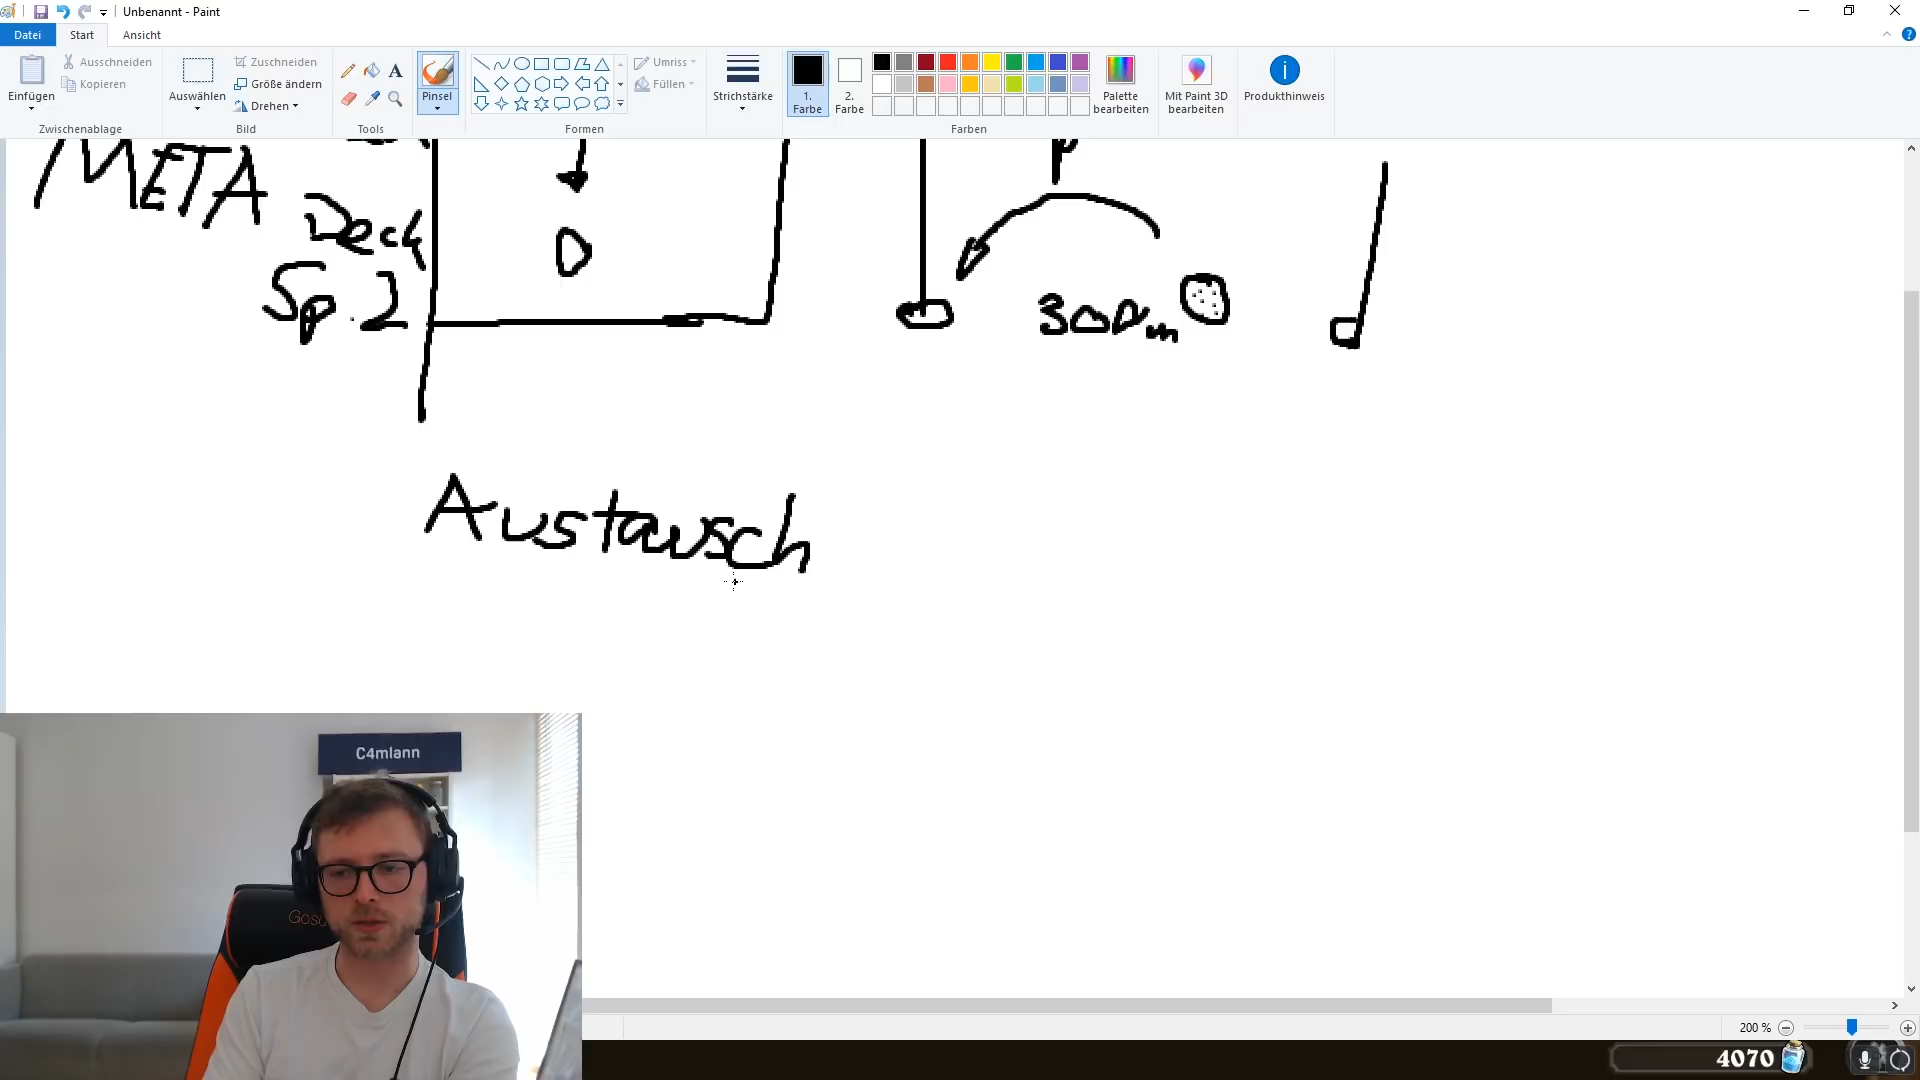 Unbenannt - Paint
Datei Start Ansicht
Einfügen
Ausschneiden
Kopieren
Zwischenablage
Auswählen
Zuschneiden
Größe ändern
Drehen
Bild
A
Tools
Pinsel
Umriss
Füllen
Formen
Strichstärke
1.
Farbe
2.
Farbe
Palette
bearbeiten
Farben
Mit Paint 3D
bearbeiten
Produkthinweis
META
Deck
Sp. 2
D
p
300Dm
Austausch
C4mlann
Gosu
200 %
4070